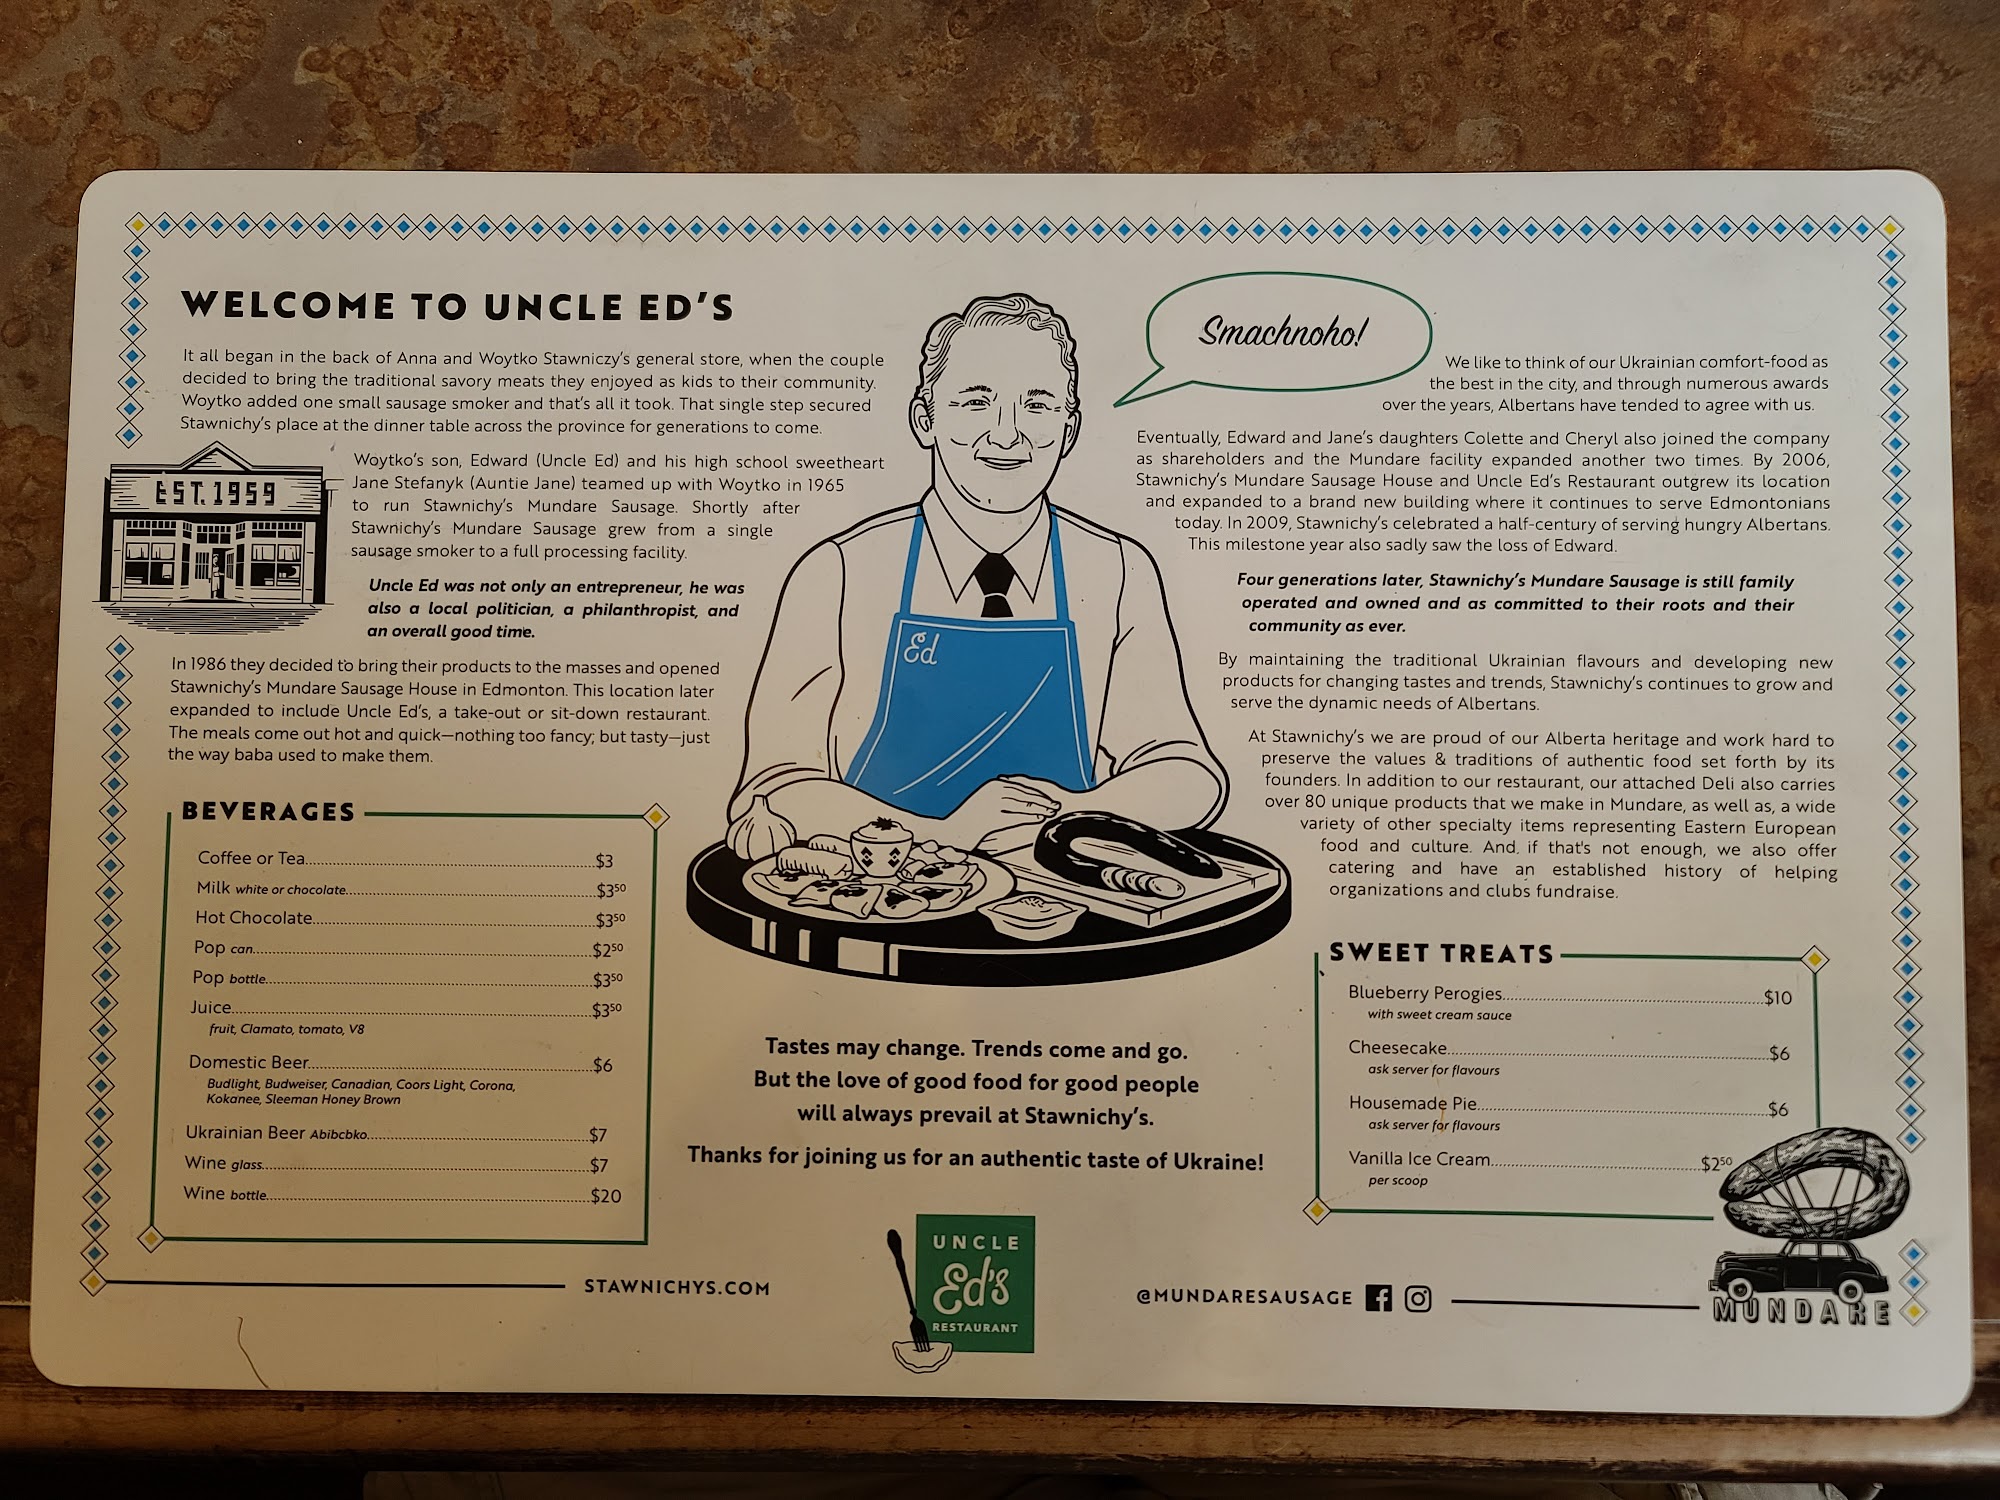 WELCOME TO UNCLE ED'S
It all began in the back of Anna and Woytko Stawniczy's general store, when the couple
decided to bring the traditional savory meats they enjoyed as kids to their community.
Woytko added one small sausage smoker and that's all it took. That single step secured
Stawnichy's place at the dinner table across the province for generations to come.
EST. 1959
Woytko's son, Edward (Uncle Ed) and his high school sweetheart
Jane Stefanyk (Auntie Jane) teamed up with Woytko in 1965
to run Stawnichy's Mundare Sausage. Shortly after
Stawnichy's Mundare Sausage grew from a single
sausage smoker to a full processing facility.
Uncle Ed was not only an entrepreneur, he was
also a local politician, a philanthropist, and
an overall good time.
In 1986 they decided to bring their products to the masses and opened
Stawnichy's Mundare Sausage House in Edmonton. This location later
expanded to include Uncle Ed's, a take-out or sit-down restaurant.
The meals come out hot and quick—nothing too fancy, but tasty—just
the way baba used to make them.
BEVERAGES
Coffee or Tea........$3
Milk white or chocolate........$3⁵⁰
Hot Chocolate........$3⁵⁰
Pop can........$2⁵⁰
Pop bottle........$3⁵⁰
Juice........$3⁵⁰
fruit, Clamato, tomato, V8
Domestic Beer........$6
Budlight, Budweiser, Canadian, Coors Light, Corona,
Kokanee, Sleeman Honey Brown
Ukrainian Beer Abibcbko........$7
Wine glass........$7
Wine bottle........$20
STAWNICHYS.COM
Ed
Smachnoho!
We like to think of our Ukrainian comfort-food as
the best in the city, and through numerous awards
over the years, Albertans have tended to agree with us.
Eventually, Edward and Jane's daughters Colette and Cheryl also joined the company
as shareholders and the Mundare facility expanded another two times. By 2006,
Stawnichy's Mundare Sausage House and Uncle Ed's Restaurant outgrew its location
and expanded to a brand new building where it continues to serve Edmontonians
today. In 2009, Stawnichy's celebrated a half-century of serving hungry Albertans.
This milestone year also sadly saw the loss of Edward.
Four generations later, Stawnichy's Mundare Sausage is still family
operated and owned and as committed to their roots and their
community as ever.
By maintaining the traditional Ukrainian flavours and developing new
products for changing tastes and trends, Stawnichy's continues to grow and
serve the dynamic needs of Albertans.
At Stawnichy's we are proud of our Alberta heritage and work hard to
preserve the values & traditions of authentic food set forth by its
founders. In addition to our restaurant, our attached Deli also carries
over 80 unique products that we make in Mundare, as well as, a wide
variety of other specialty items representing Eastern European
food and culture. And, if that's not enough, we also offer
catering and have an established history of helping
organizations and clubs fundraise.
Tastes may change. Trends come and go.
But the love of good food for good people
will always prevail at Stawnichy's.
Thanks for joining us for an authentic taste of Ukraine!
SWEET TREATS
Blueberry Perogies........$10
with sweet cream sauce
Cheesecake........$6
ask server for flavours
Housemade Pie........$6
ask server for flavours
Vanilla Ice Cream........$2⁵⁰
per scoop
UNCLE
Ed's
RESTAURANT
@MUNDARESAUSAGE
MUNDARE